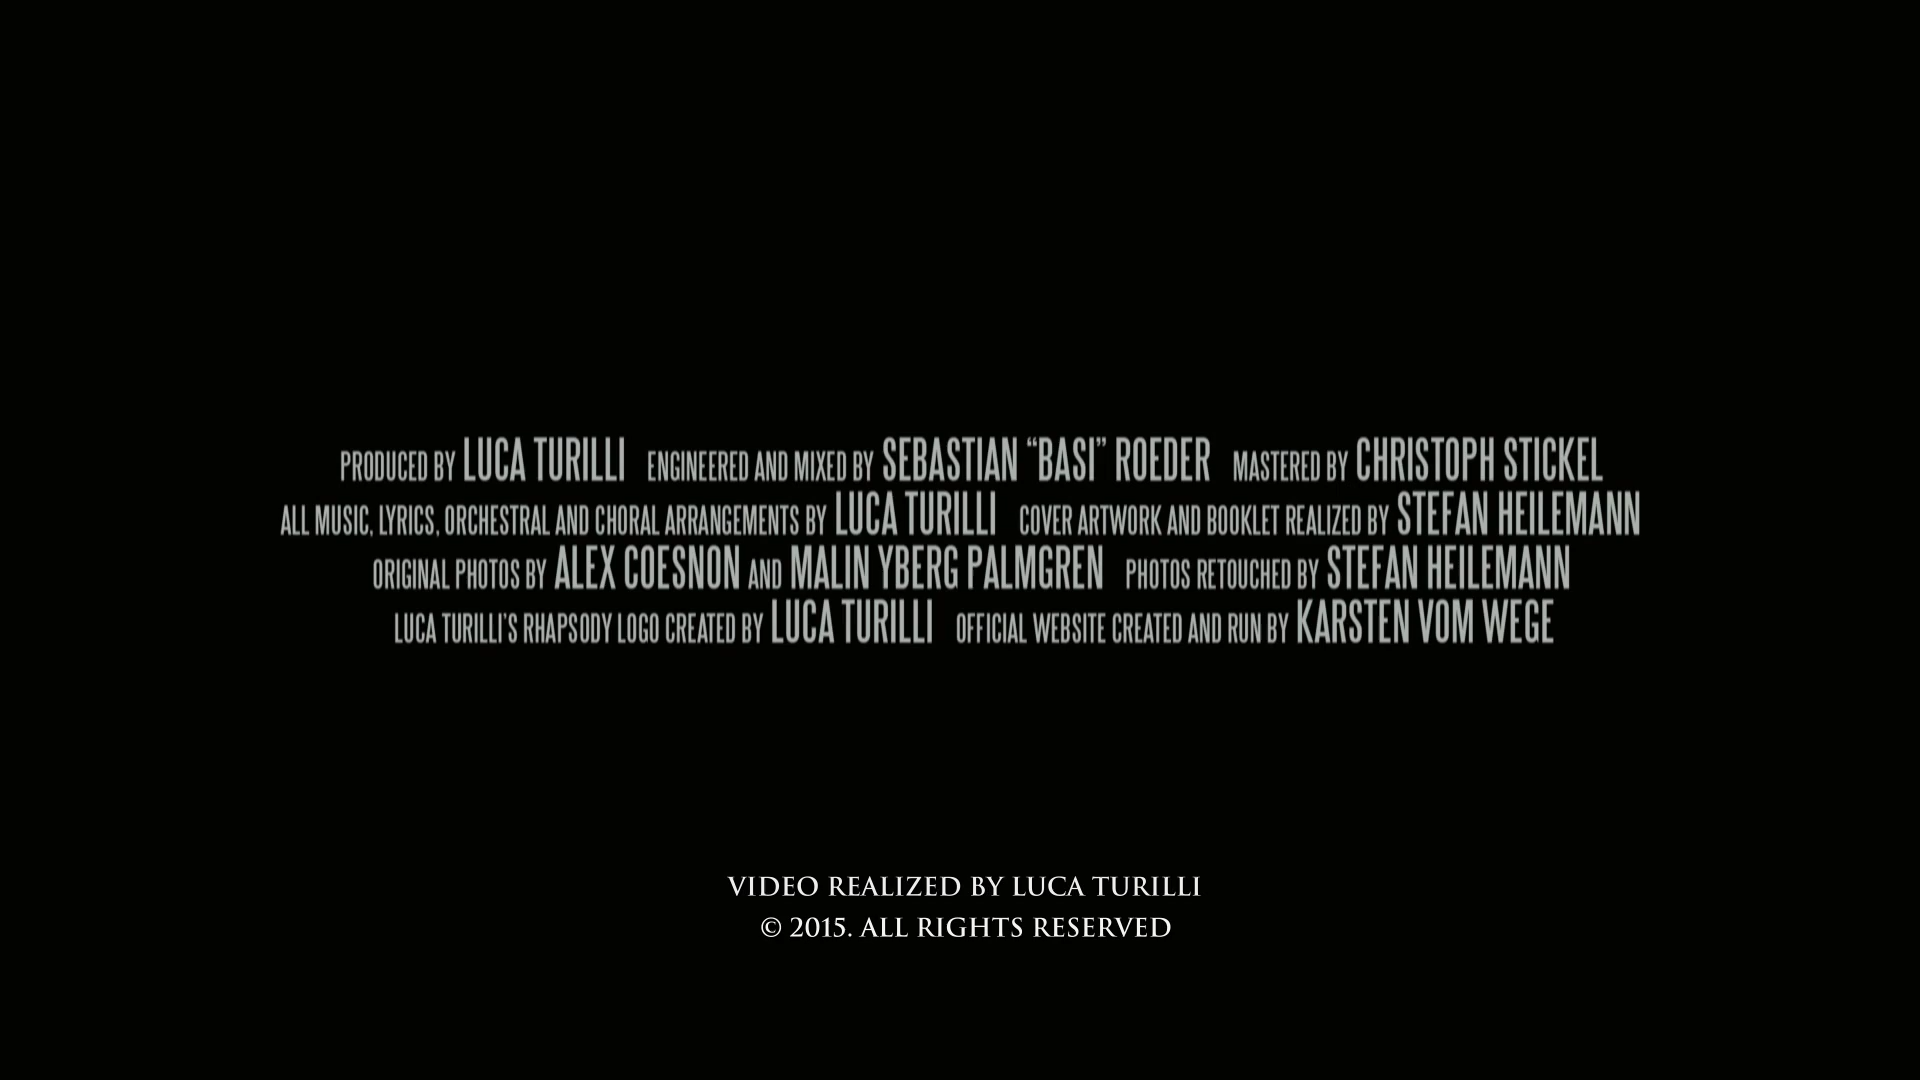 PRODUCED BY LUCA TURILLI ENGINEERED AND MIXED BY SEBASTIAN “BASI” ROEDER MASTERED BY CHRISTOPH STICKEL
ALL MUSIC, LYRICS, ORCHESTRAL AND CHORAL ARRANGEMENTS BY LUCA TURILLI COVER ARTWORK AND BOOKLET REALIZED BY STEFAN HEILEMANN
ORIGINAL PHOTOS BY ALEX COESNON AND MALIN YBERG PALMGREN PHOTOS RETOUCHED BY STEFAN HEILEMANN
LUCA TURILLI’S RHAPSODY LOGO CREATED BY LUCA TURILLI OFFICIAL WEBSITE CREATED AND RUN BY KARSTEN VOM WEGE
VIDEO REALIZED BY LUCA TURILLI
© 2015. ALL RIGHTS RESERVED